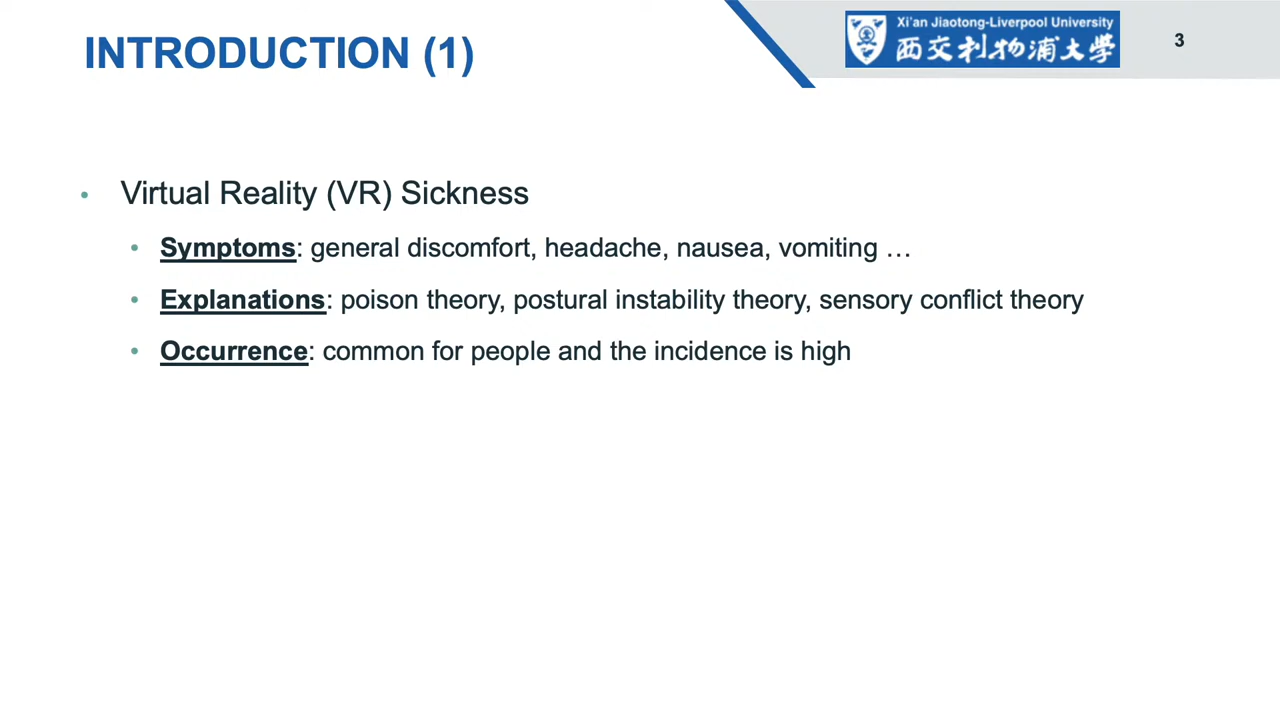 INTRODUCTION (1)
Xi'an Jiaotong-Liverpool University
西交利物浦大學
3
• Virtual Reality (VR) Sickness
• Symptoms: general discomfort, headache, nausea, vomiting …
• Explanations: poison theory, postural instability theory, sensory conflict theory
• Occurrence: common for people and the incidence is high